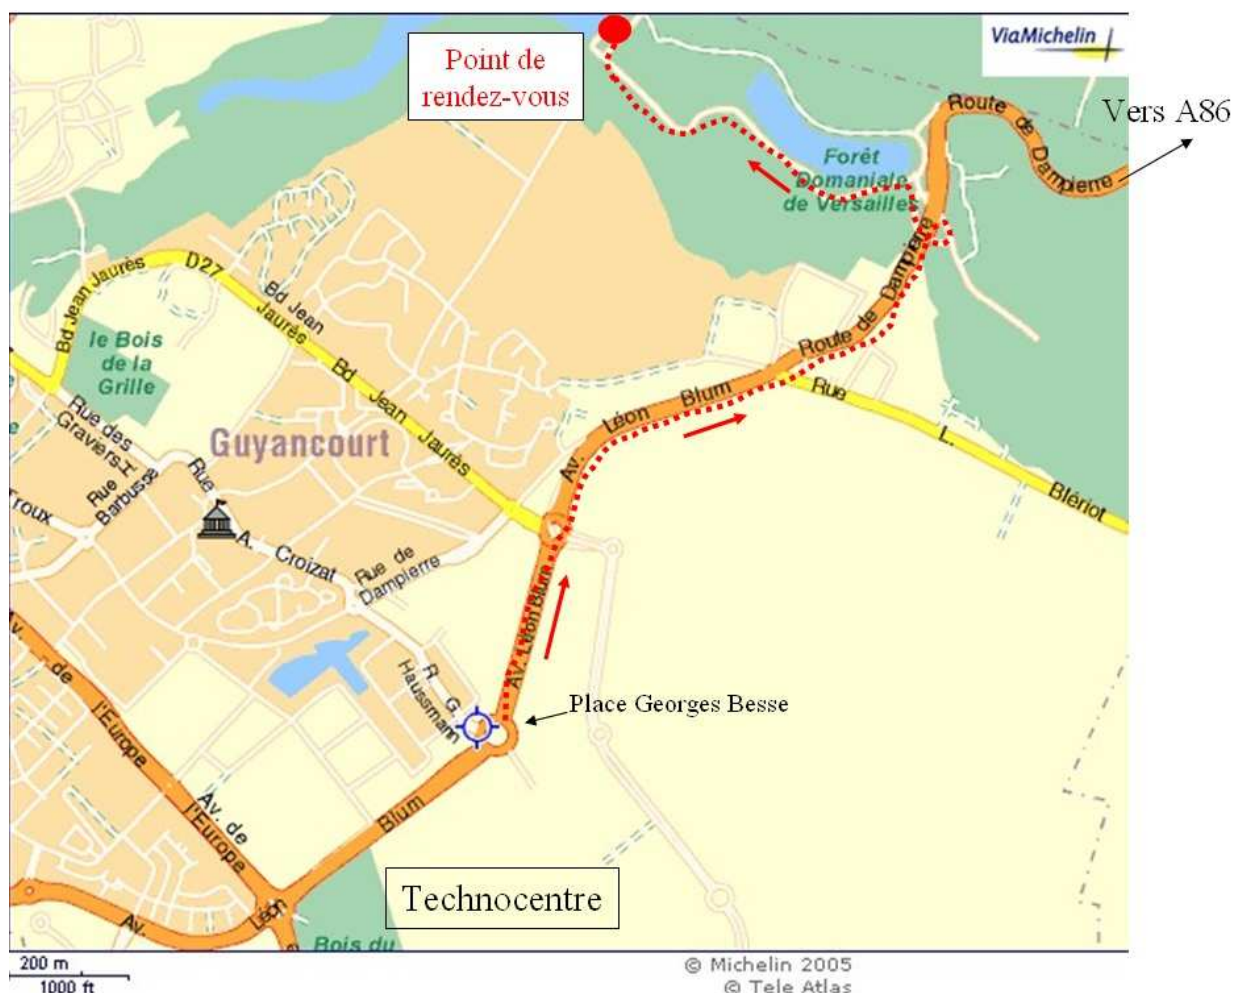 ViaMichelin
Point de
rendez-vous
Vers A86
Route de Dampierre
Forêt
Domaniale
de Versailles
Route de Dampierre
D27
Bd Jean Jaurès
Bd Jean
Jaurès
Bd Jean Jaurès
le Bois
de la
Grille
Guyancourt
Av. Léon Blum
Rue L. Blériot
Rue des
Graviers
Rue
Barbusse
Troux
Rue A. Croizat
Rue de
Dampierre
Av. Léon Blum
R G
Haussmann
Place Georges Besse
Av. de l'Europe
Av. de
l'Europe
Léon Blum
Av.
Technocentre
Bois du
200 m
1000 ft
© Michelin 2005
© Tele Atlas